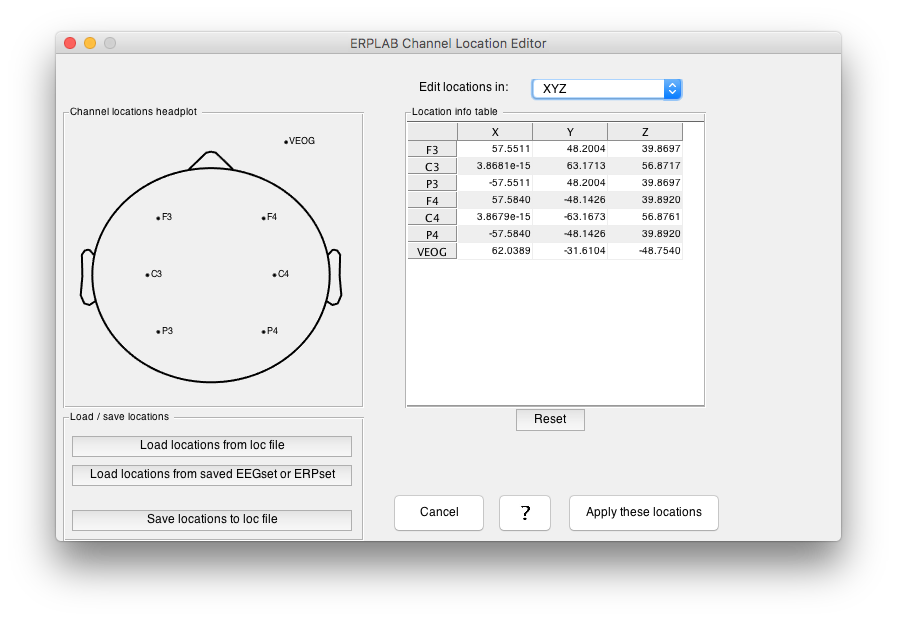 ERPLAB Channel Location Editor
Edit locations in: XYZ
Channel locations headplot
VEOG
F3 F4
C3 C4
P3 P4
Location info table
X Y Z
F3 57.5511 48.2004 39.8697
C3 3.8681e-15 63.1713 56.8717
P3 -57.5511 48.2004 39.8697
F4 57.5840 -48.1426 39.8920
C4 3.8679e-15 -63.1673 56.8761
P4 -57.5840 -48.1426 39.8920
VEOG 62.0389 -31.6104 -48.7540
Reset
Load / save locations
Load locations from loc file
Load locations from saved EEGset or ERPset
Save locations to loc file
Cancel ? Apply these locations